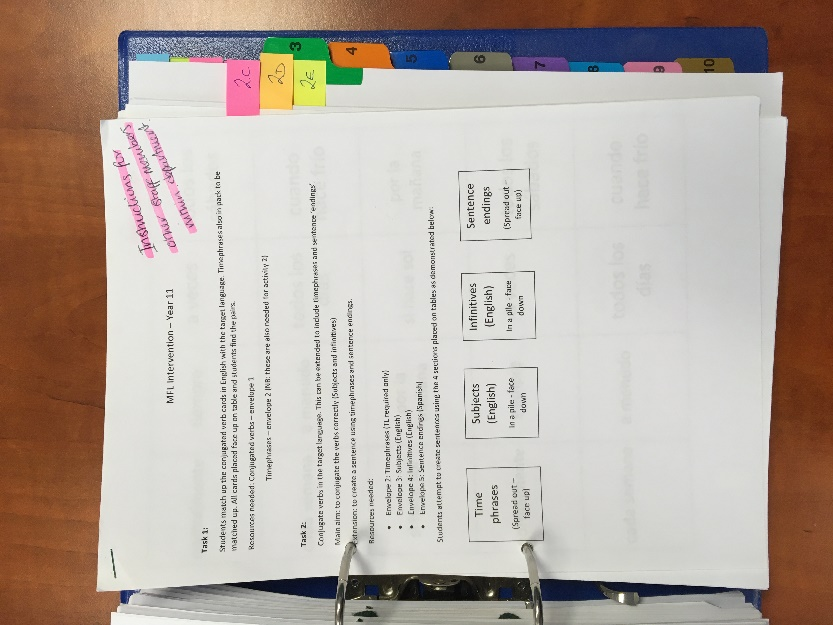 Instructions for
other staff members
within department
MFL Intervention – Year 11
Task 1:
Students match up the conjugated verb cards in English with the target language. Timephrases also in pack to be
matched up. All cards placed face up on table and students find the pairs.
Resources needed: Conjugated verbs – envelope 1
Timephrases – envelope 2 (NB: these are also needed for activity 2)
Task 2:
Conjugate verbs in the target language. This can be extended to include timephrases and sentence 'endings'
Main aim: to conjugate the verbs correctly (Subjects and infinitives)
Extension: to create a sentence using timephrases and sentence endings.
Resources needed:
• Envelope 2: Timephrases (TL required only)
• Envelope 3: Subjects (English)
• Envelope 4: Infinitives (English)
• Envelope 5: Sentence endings (Spanish)
Students attempt to create sentences using the 4 sections placed on tables as demonstrated below:
Time
phrases
(Spread out –
face up)
Subjects
(English)
In a pile - face
down
Infinitives
(English)
In a pile - face
down
Sentence
endings
(Spread out –
face up)
2C
2D
2E
3
4
5
6
7
8
9
10